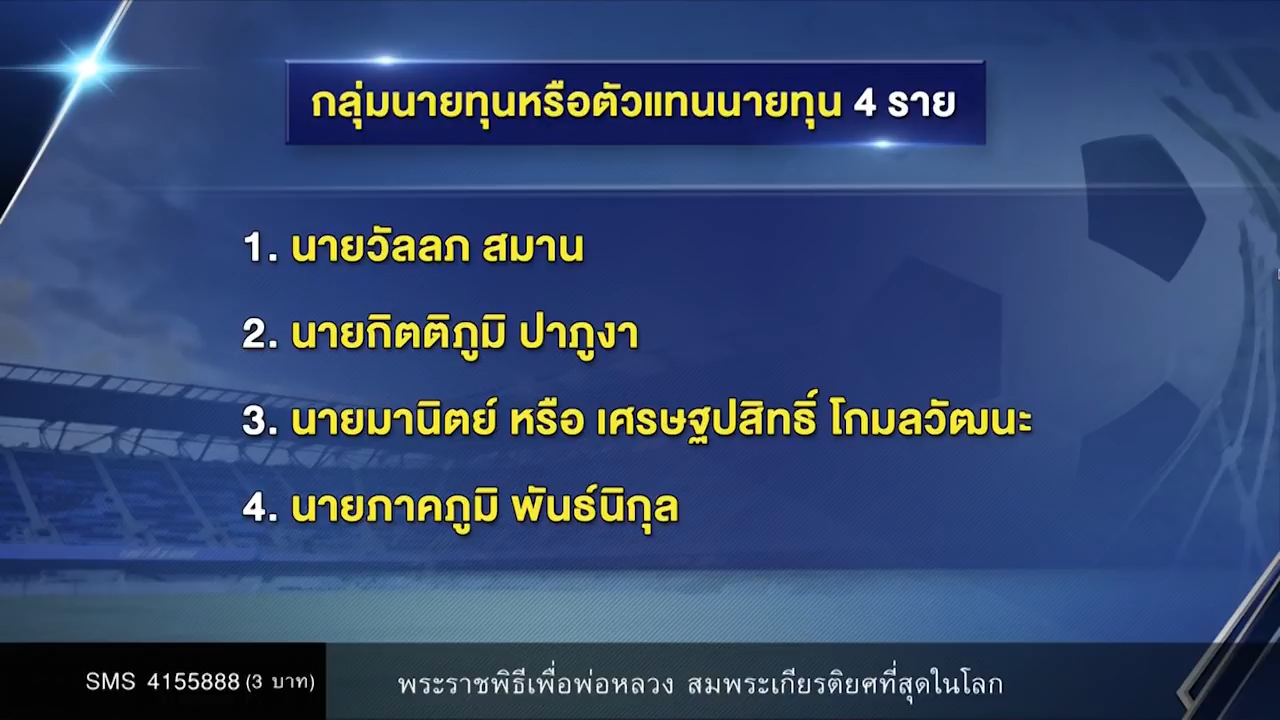 กลุ่มนายทุนหรือตัวแทนนายทุน 4 ราย
1. นายวัลลภ สมาน
2. นายกิตติภูมิ ปาภูงา
3. นายมานิตย์ หรือ เศรษฐปสิทธิ์ โกมลวัฒนะ
4. นายภาคภูมิ พันธ์นิกุล
SMS 4155888 (3 บาท) พระราชพิธีเพื่อพ่อหลวง สมพระเกียรติยศที่สุดในโลก